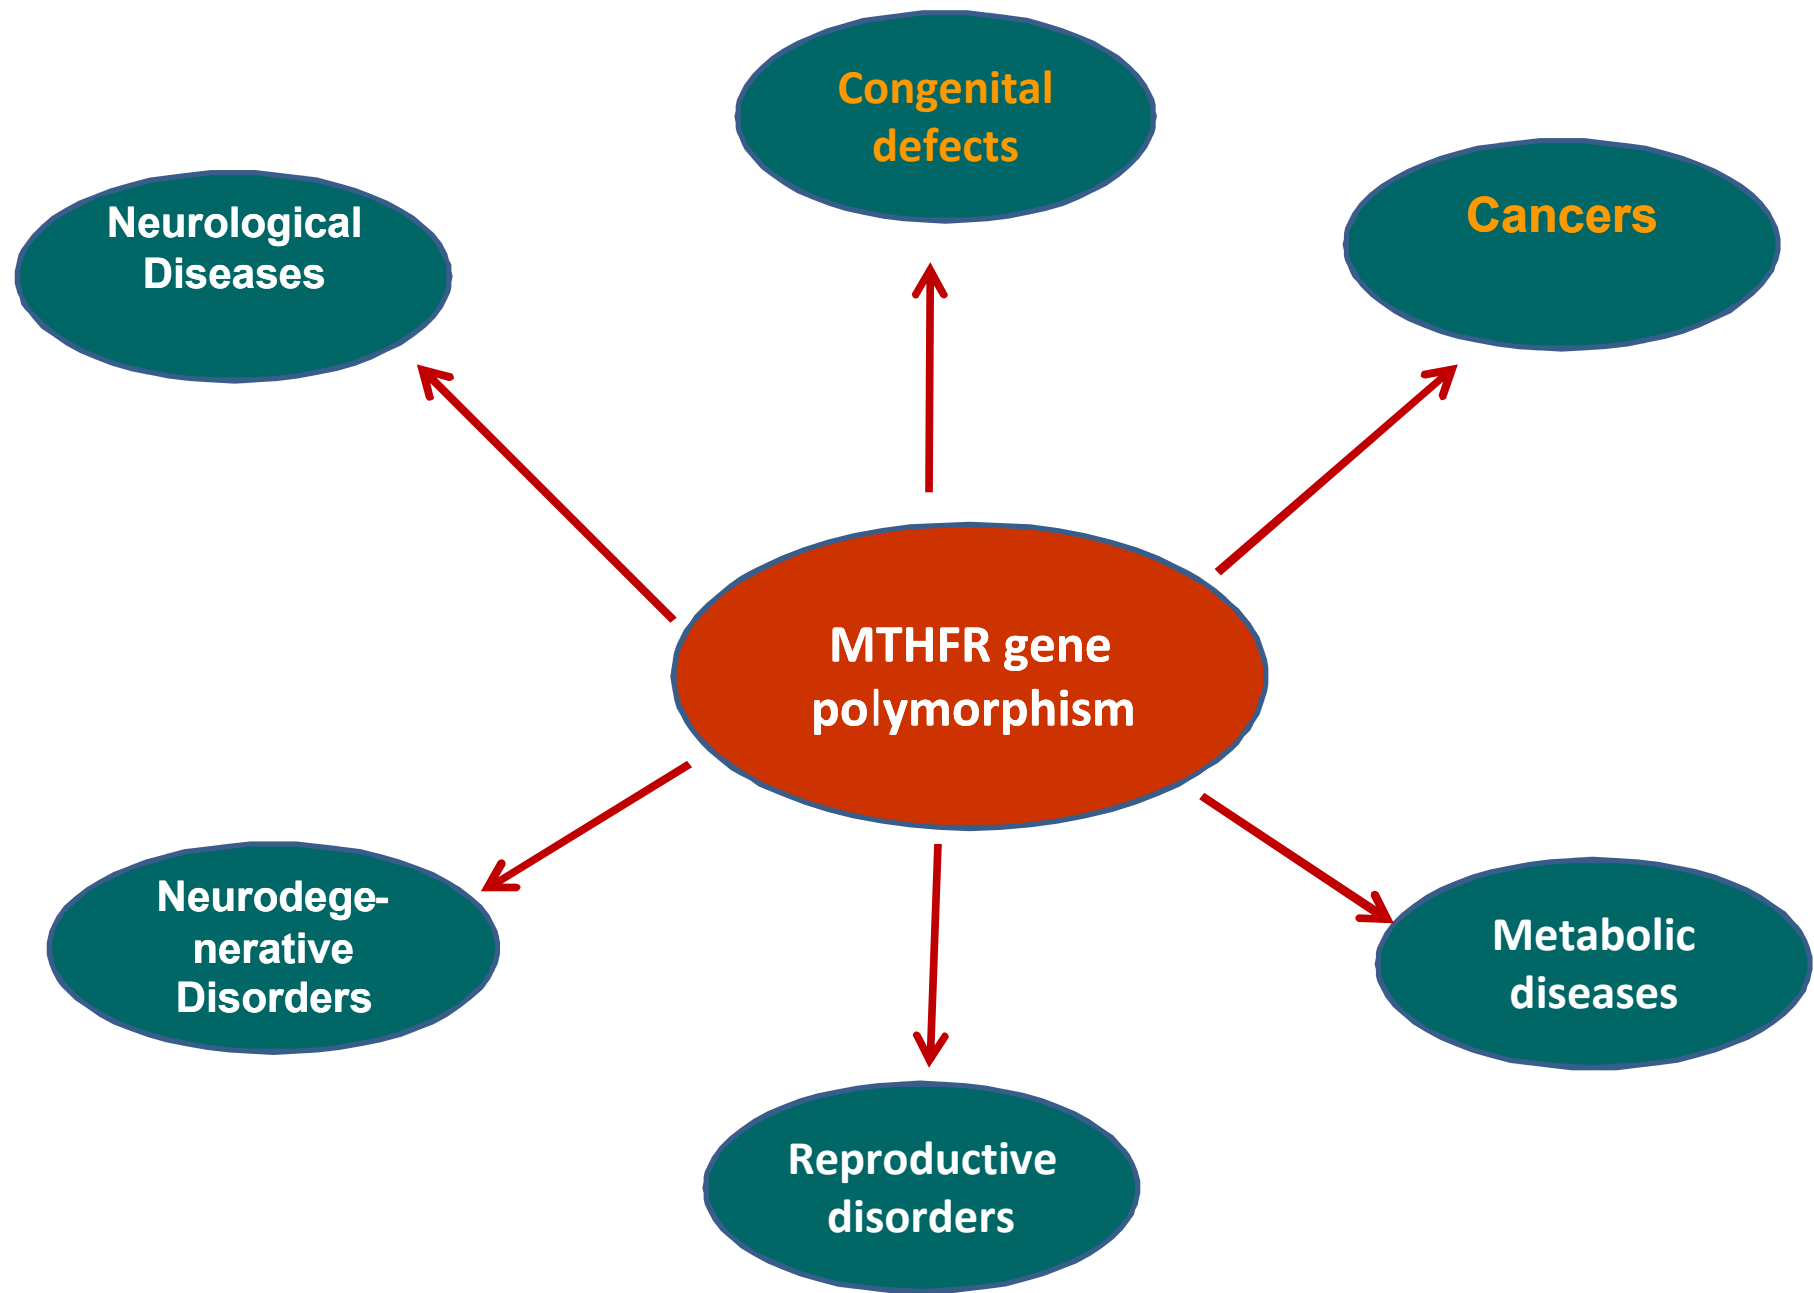 Congenital
defects
Cancers
Neurological
Diseases
MTHFR gene
polymorphism
Neurodege-
nerative
Disorders
Metabolic
diseases
Reproductive
disorders